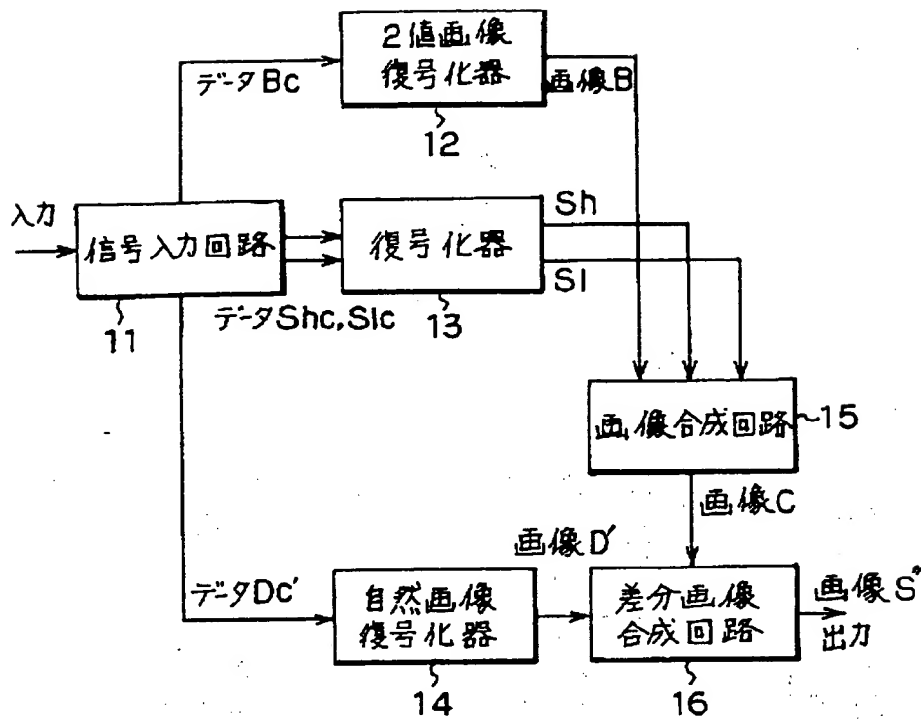 2値画像
復号化器
12
データBc
画像B
入力
信号入力回路
11
データShc,Slc
復号化器
13
Sh
Sl
画像合成回路
15
画像C
データDc′
自然画像
復号化器
14
画像D′
差分画像
合成回路
16
画像S″
出力